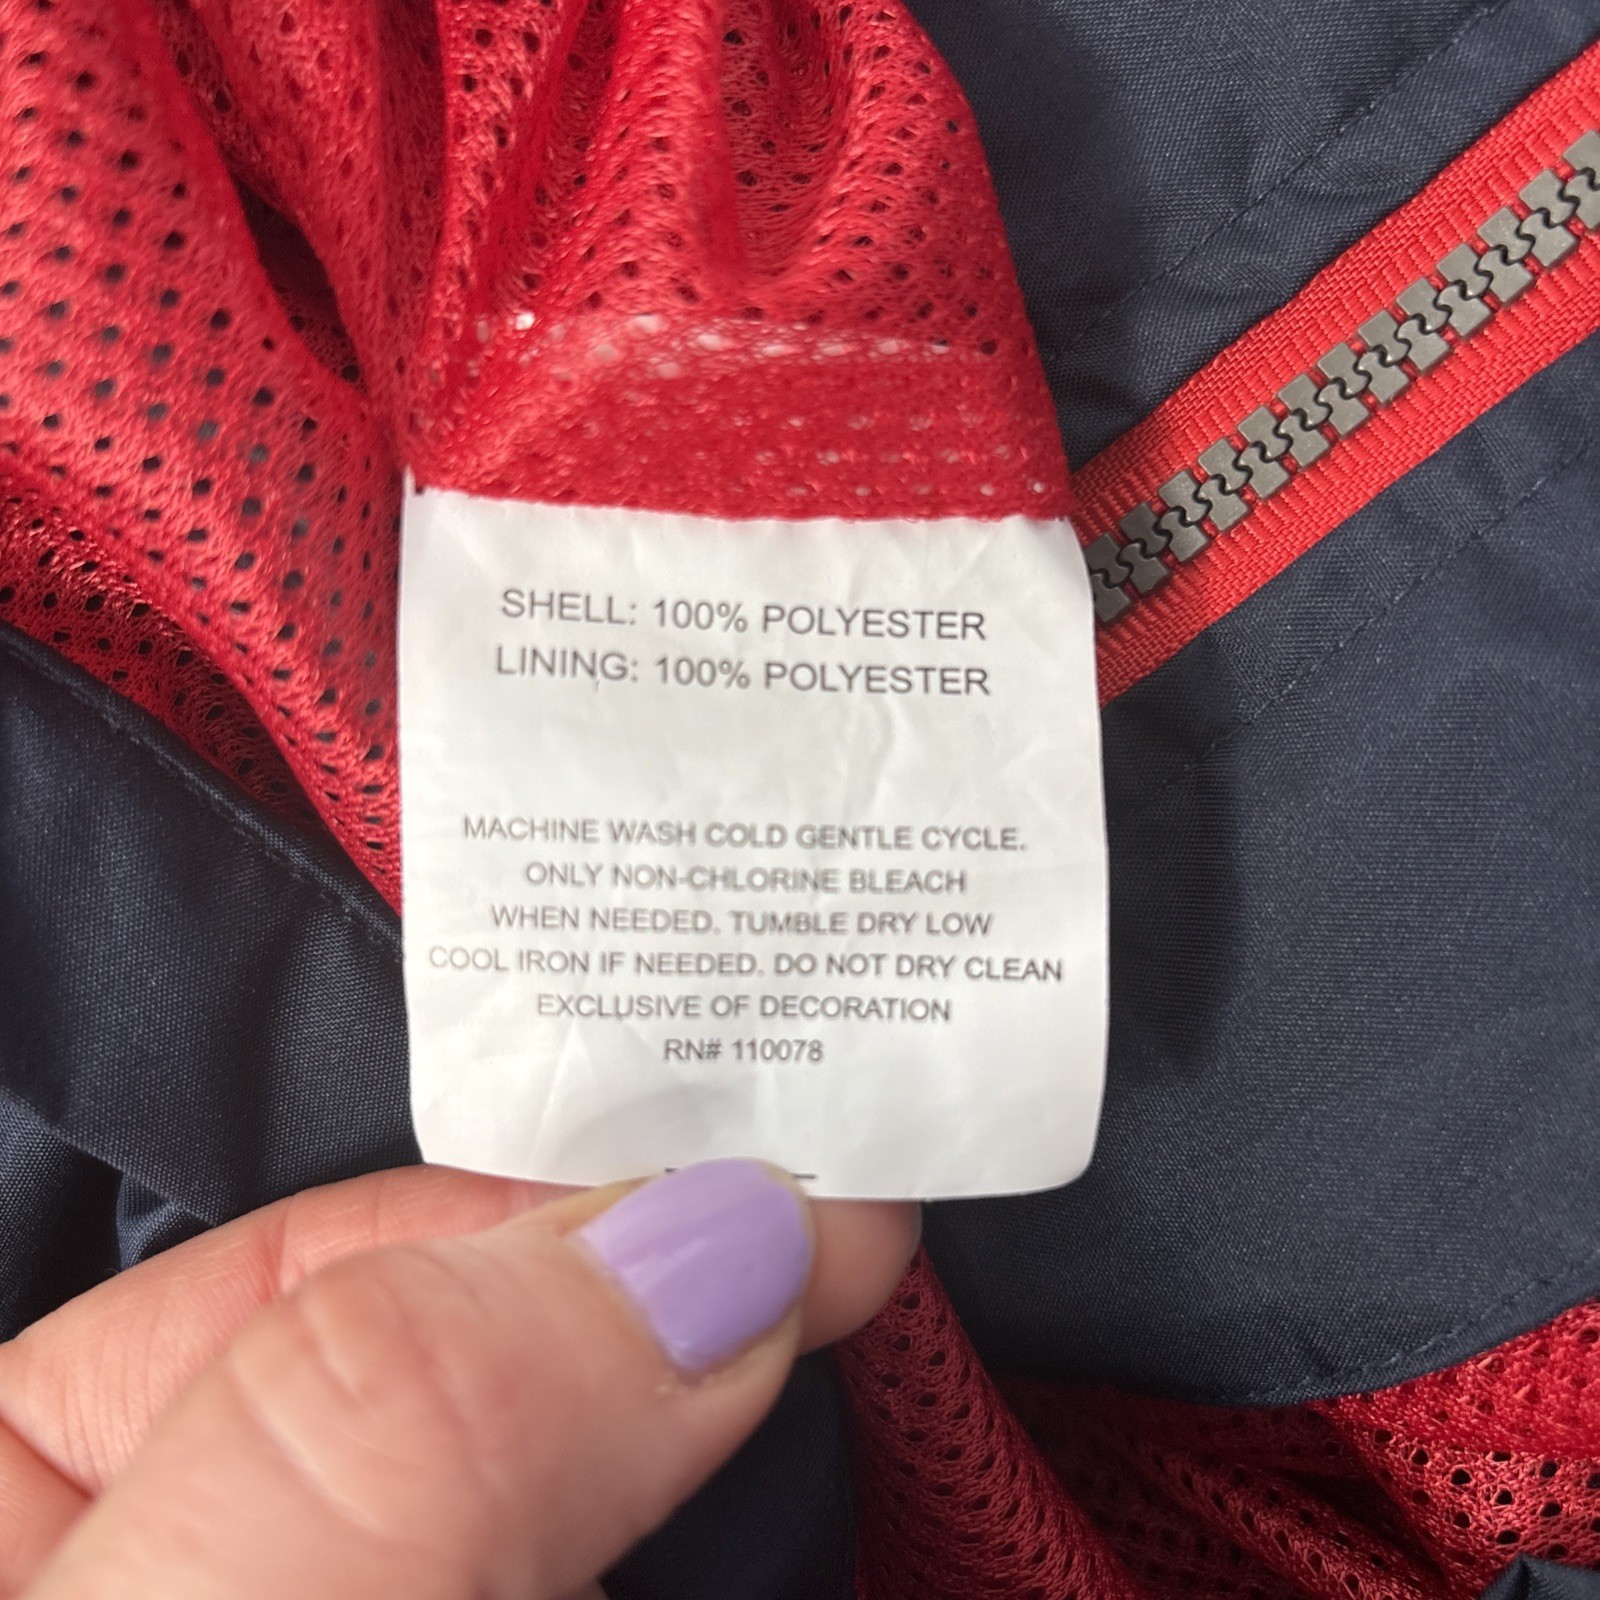 SHELL: 100% POLYESTER
LINING: 100% POLYESTER
MACHINE WASH COLD GENTLE CYCLE.
ONLY NON-CHLORINE BLEACH
WHEN NEEDED. TUMBLE DRY LOW
COOL IRON IF NEEDED. DO NOT DRY CLEAN
EXCLUSIVE OF DECORATION
RN# 110078